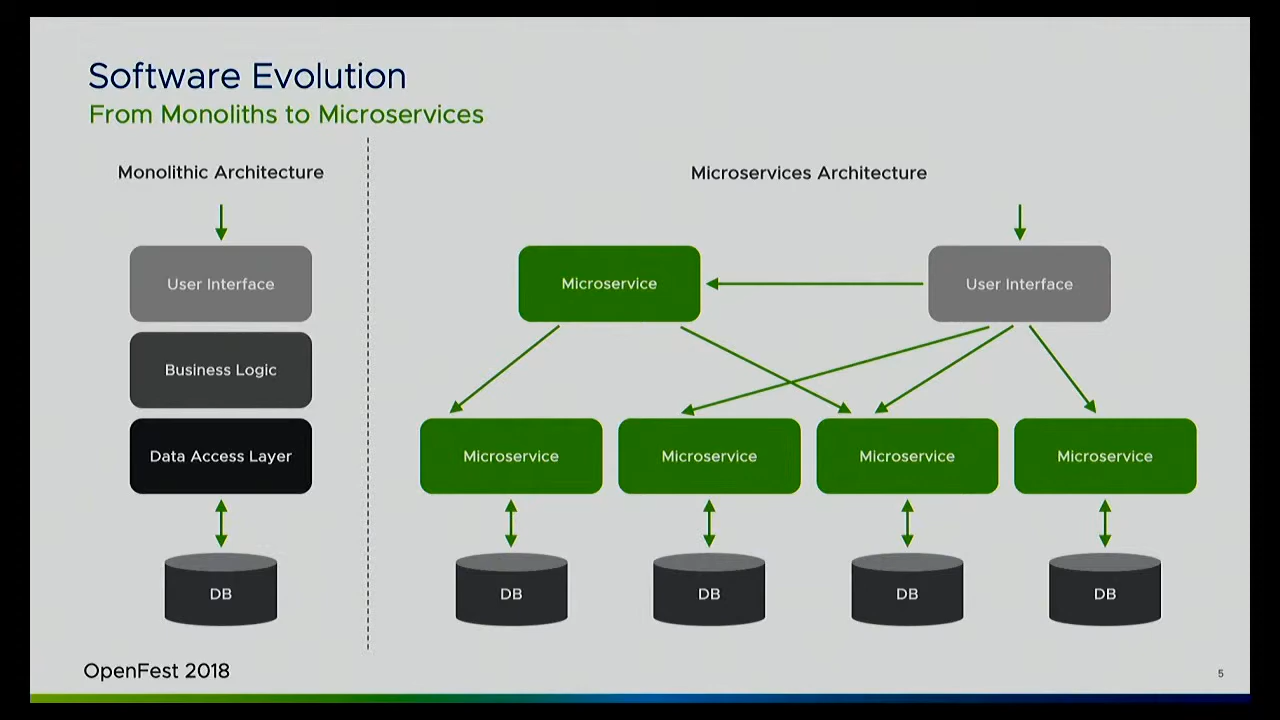 Software Evolution
From Monoliths to Microservices
Monolithic Architecture
User Interface
Business Logic
Data Access Layer
DB
Microservices Architecture
Microservice
User Interface
Microservice
Microservice
Microservice
Microservice
DB
DB
DB
DB
OpenFest 2018
5